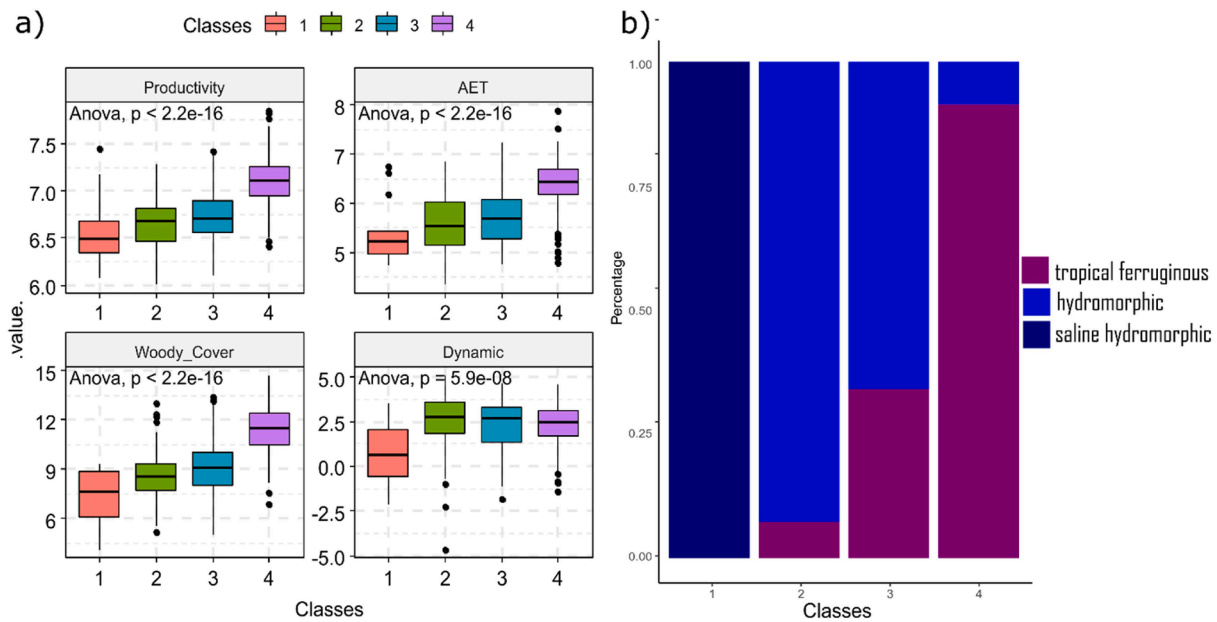 a)
Classes 1 2 3 4
Productivity
Anova, p < 2.2e-16
7.5
7.0
6.5
6.0
1 2 3 4
AET
Anova, p < 2.2e-16
8
7
6
5
1 2 3 4
.value.
Woody_Cover
Anova, p < 2.2e-16
15
12
9
6
1 2 3 4
Dynamic
Anova, p = 5.9e-08
5.0
2.5
0.0
-2.5
-5.0
1 2 3 4
Classes
b)
Percentage
1.00
0.75
0.50
0.25
0.00
1 2 3 4
Classes
tropical ferruginous
hydromorphic
saline hydromorphic